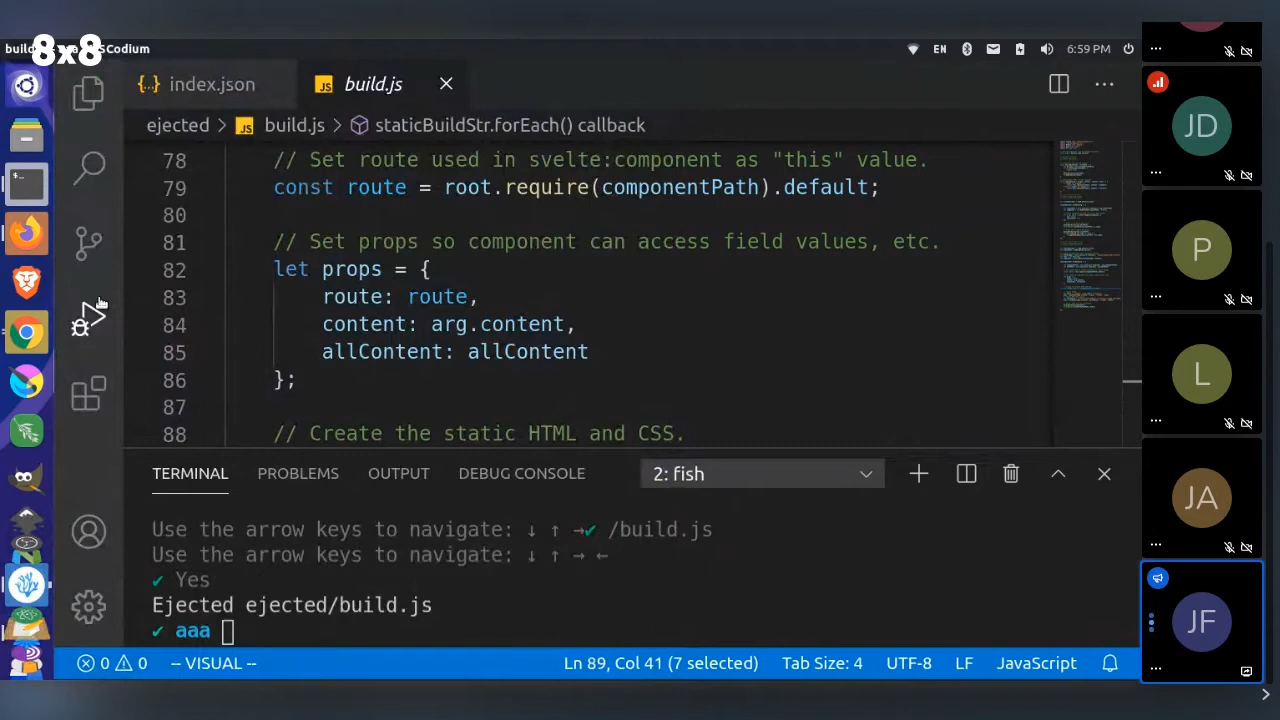 8x8
SCodium
EN
6:59 PM
index.json
build.js
ejected > build.js > staticBuildStr.forEach() callback
78 // Set route used in svelte:component as "this" value.
79 const route = root.require(componentPath).default;
80
81 // Set props so component can access field values, etc.
82 let props = {
83 route: route,
84 content: arg.content,
85 allContent: allContent
86 };
87
88 // Create the static HTML and CSS.
TERMINAL PROBLEMS OUTPUT DEBUG CONSOLE 2: fish
Use the arrow keys to navigate: ↓ ↑ →✔ /build.js
Use the arrow keys to navigate: ↓ ↑ → ←
✔ Yes
Ejected ejected/build.js
✔ aaa
0 0 -- VISUAL -- Ln 89, Col 41 (7 selected) Tab Size: 4 UTF-8 LF JavaScript
JD
P
L
JA
JF